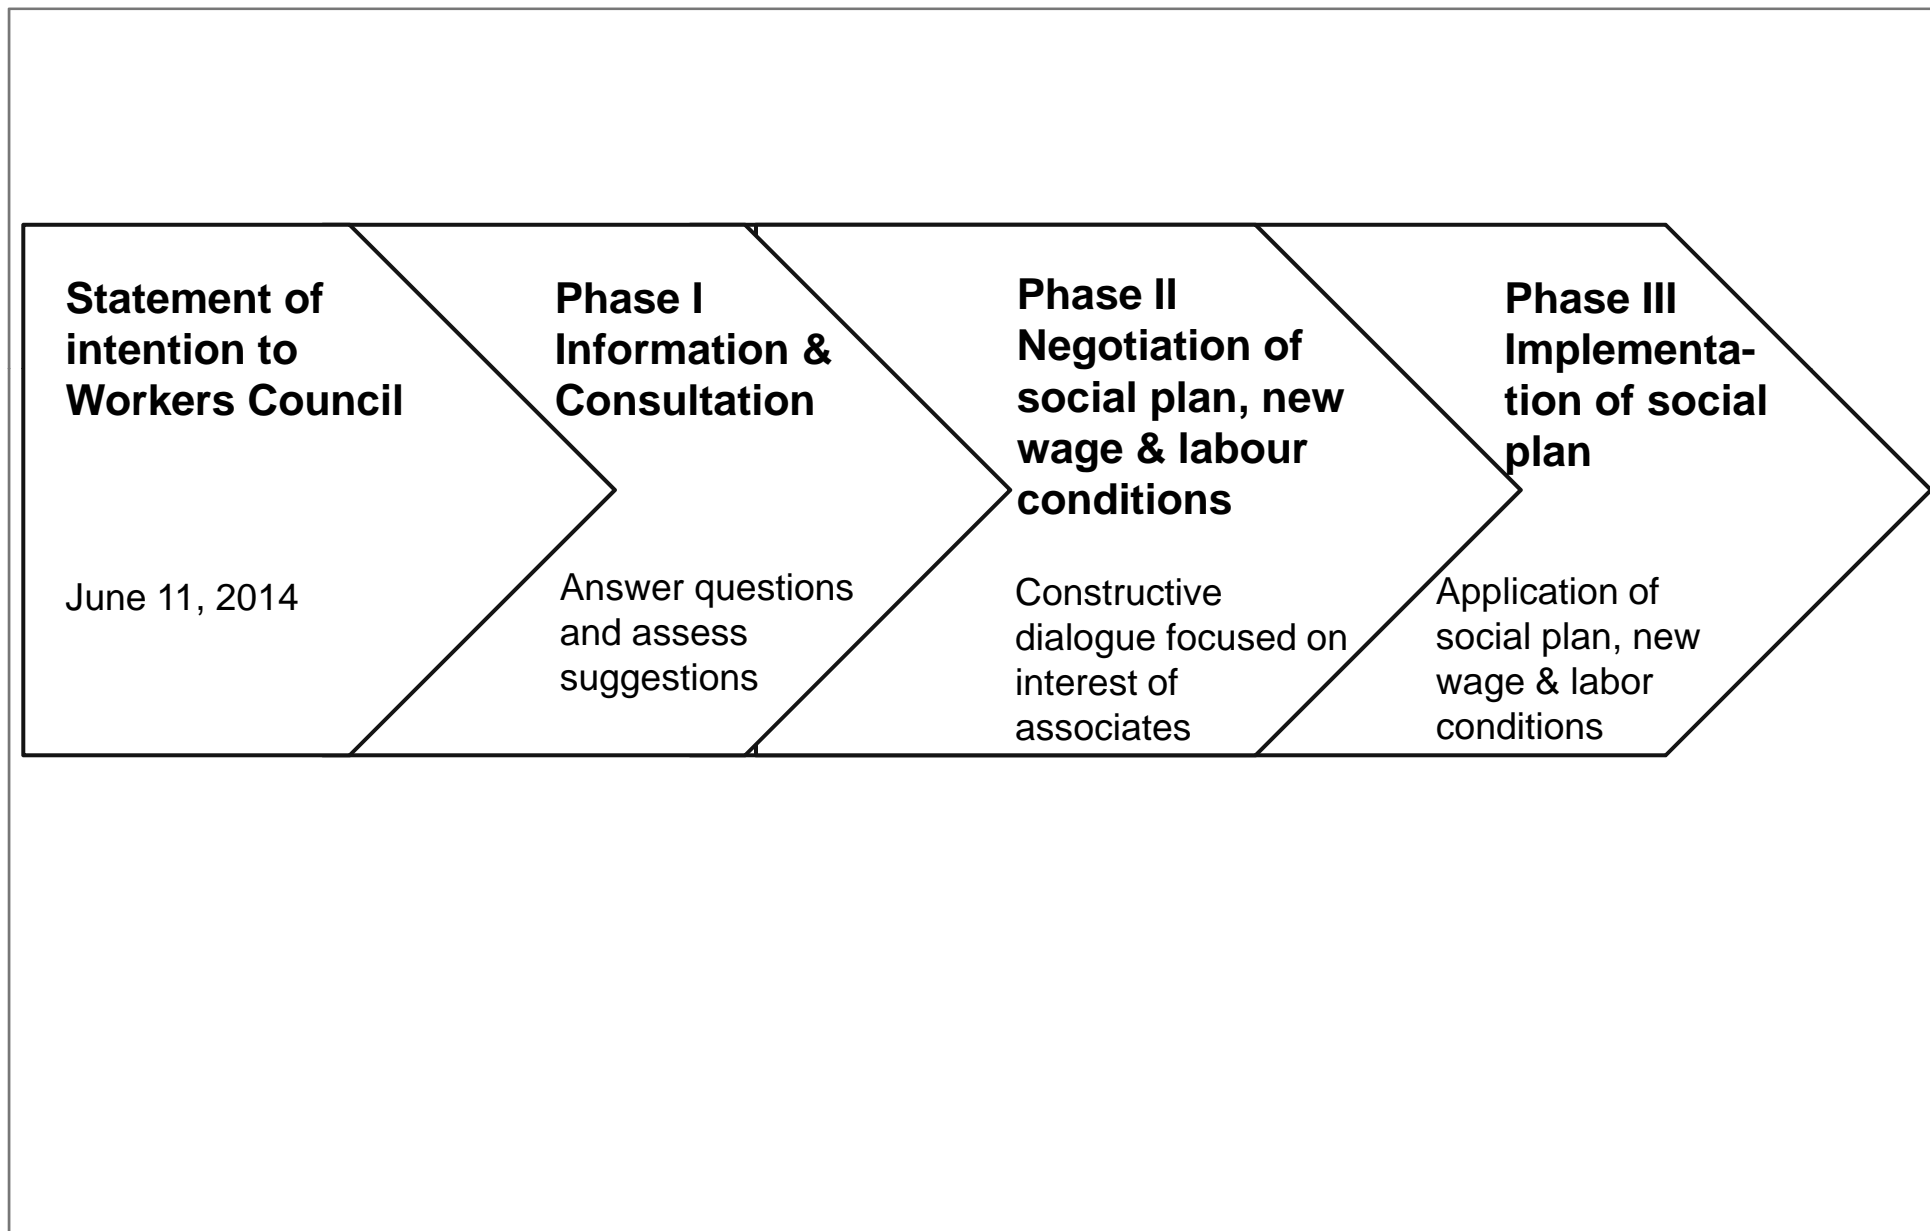 Statement of
intention to
Workers Council
June 11, 2014
Phase I
Information &
Consultation
Answer questions
and assess
suggestions
Phase II
Negotiation of
social plan, new
wage & labour
conditions
Constructive
dialogue focused on
interest of
associates
Phase III
Implementa-
tion of social
plan
Application of
social plan, new
wage & labor
conditions